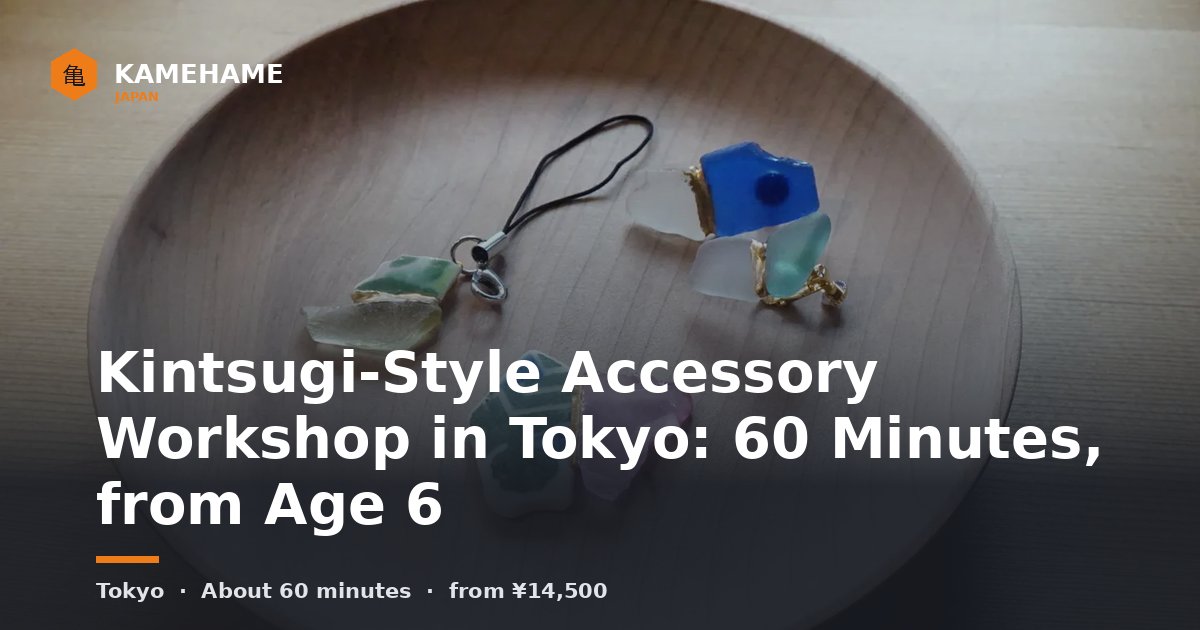 亀
KAMEHAME
JAPAN
Kintsugi-Style Accessory
Workshop in Tokyo: 60 Minutes,
from Age 6
Tokyo · About 60 minutes · from ¥14,500